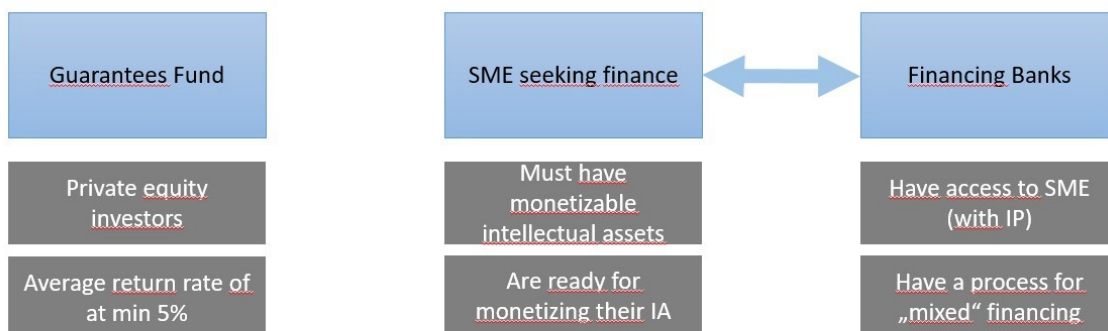 Guarantees Fund
SME seeking finance
Financing Banks
Private equity
investors
Must have
monetizable
intellectual assets
Have access to SME
(with IP)
Average return rate of
at min 5%
Are ready for
monetizing their IA
Have a process for
„mixed“ financing